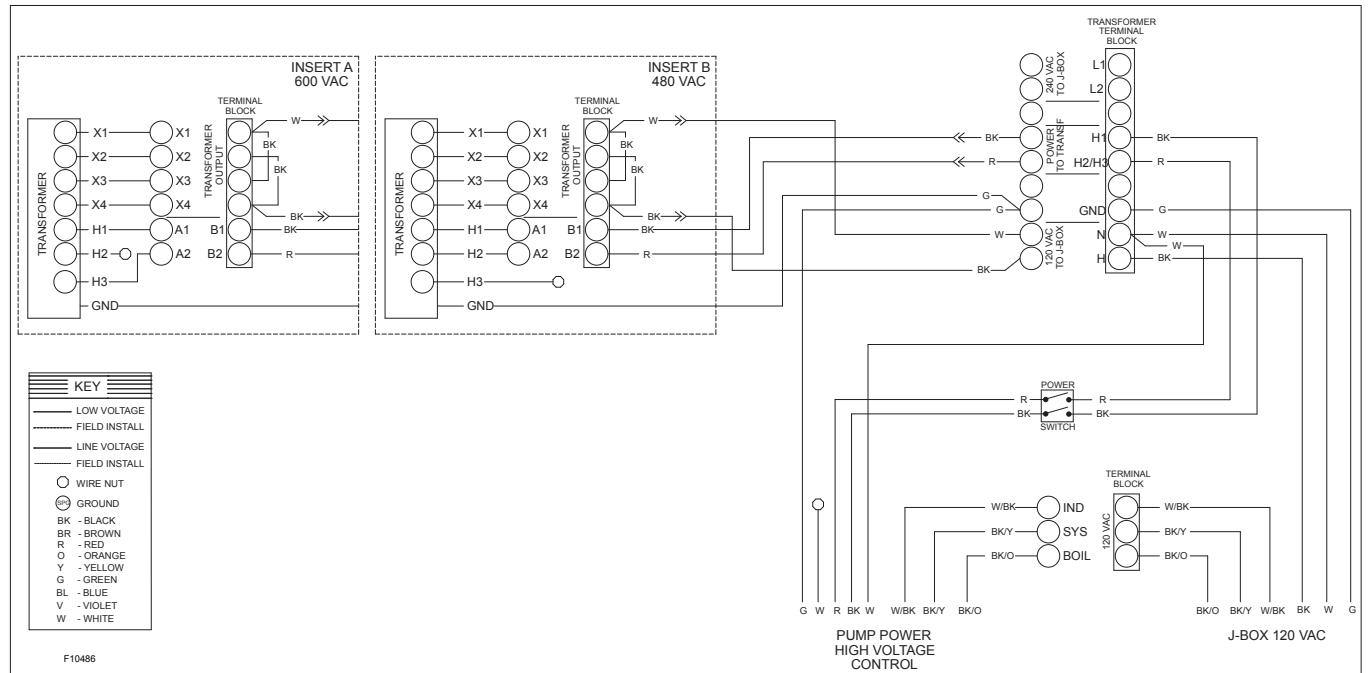 INSERT A
600 VAC
TERMINAL
BLOCK
TRANSFORMER
TRANSFORMER
OUTPUT
X1 X1
X2 X2
X3 X3
X4 X4
H1 A1 B1
H2 A2 B2
H3
GND
W
BK
BK
BK
BK
R
INSERT B
480 VAC
TERMINAL
BLOCK
TRANSFORMER
TRANSFORMER
OUTPUT
X1 X1
X2 X2
X3 X3
X4 X4
H1 A1 B1
H2 A2 B2
H3
GND
W
BK
BK
BK
BK
R
TRANSFORMER
TERMINAL
BLOCK
240 VAC
TO J-BOX
POWER
TO TRANSF
120 VAC
TO J-BOX
L1
L2
H1
H2/H3
GND
N
H
BK
R
G
G
W
BK
BK
R
G
W
W
BK
POWER
R R
BK BK
SWITCH
TERMINAL
BLOCK
120 VAC
W/BK IND W/BK
BK/Y SYS BK/Y
BK/O BOIL BK/O
G W R BK W W/BK BK/Y BK/O
PUMP POWER
HIGH VOLTAGE
CONTROL
BK/O BK/Y W/BK BK W G
J-BOX 120 VAC
KEY
LOW VOLTAGE
FIELD INSTALL
LINE VOLTAGE
FIELD INSTALL
WIRE NUT
SPG GROUND
BK - BLACK
BR - BROWN
R - RED
O - ORANGE
Y - YELLOW
G - GREEN
BL - BLUE
V - VIOLET
W - WHITE
F10486